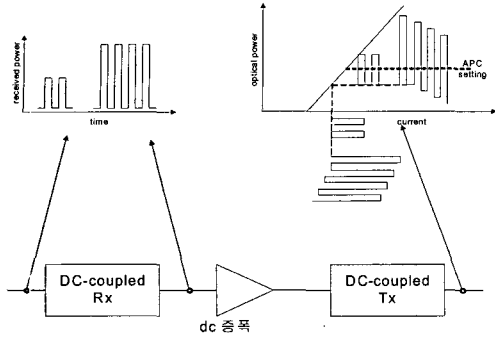 received power
time
optical power
APC
setting
current
DC-coupled
Rx
dc 증폭
DC-coupled
Tx